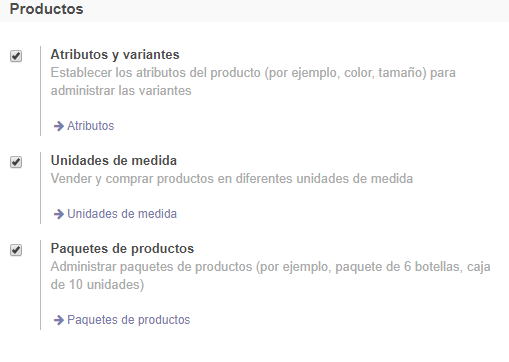 Productos
Atributos y variantes
Establecer los atributos del producto (por ejemplo, color, tamaño) para
administrar las variantes
Atributos
Unidades de medida
Vender y comprar productos en diferentes unidades de medida
Unidades de medida
Paquetes de productos
Administrar paquetes de productos (por ejemplo, paquete de 6 botellas, caja
de 10 unidades)
Paquetes de productos